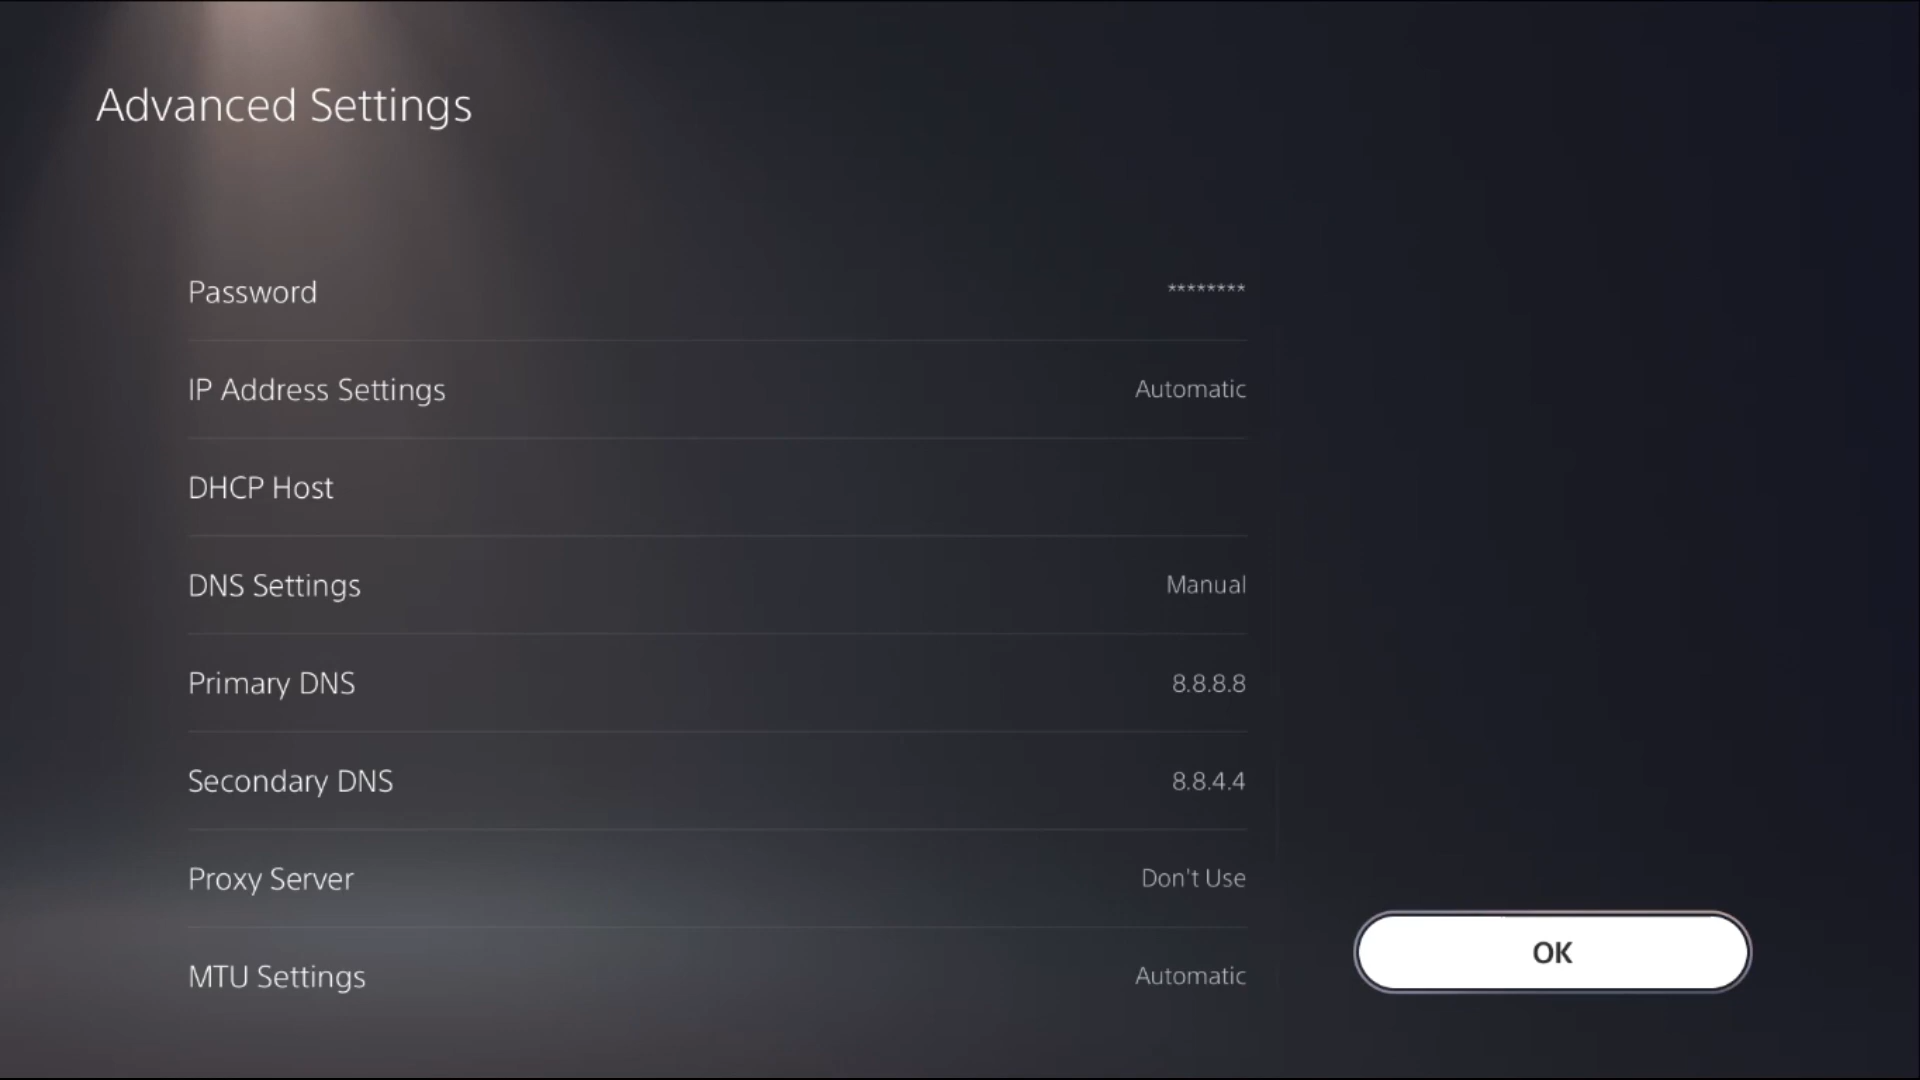 Advanced Settings
Password ********
IP Address Settings Automatic
DHCP Host
DNS Settings Manual
Primary DNS 8.8.8.8
Secondary DNS 8.8.4.4
Proxy Server Don't Use
MTU Settings Automatic
OK